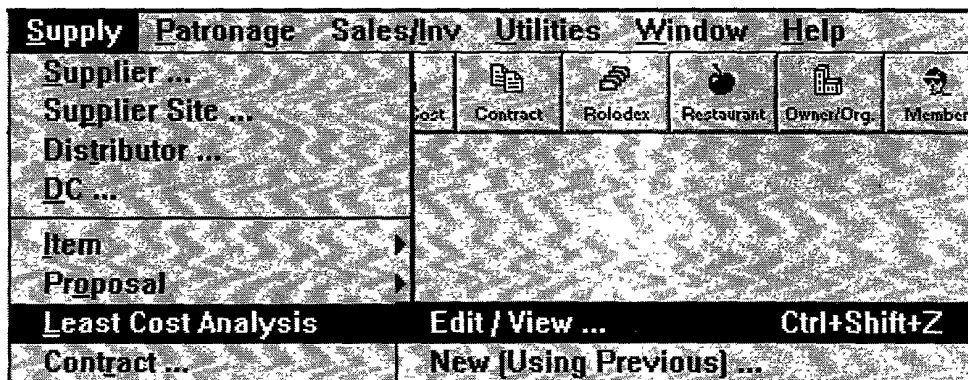 Supply Patronage Sales/Inv Utilities Window Help
Supplier ...
Supplier Site ...
Distributor ...
DC ...
Item
Proposal
Least Cost Analysis
Contract ...
Cost Contract Rolodex Restaurant Owner/Org. Member
Edit / View ... Ctrl+Shift+Z
New (Using Previous) ...